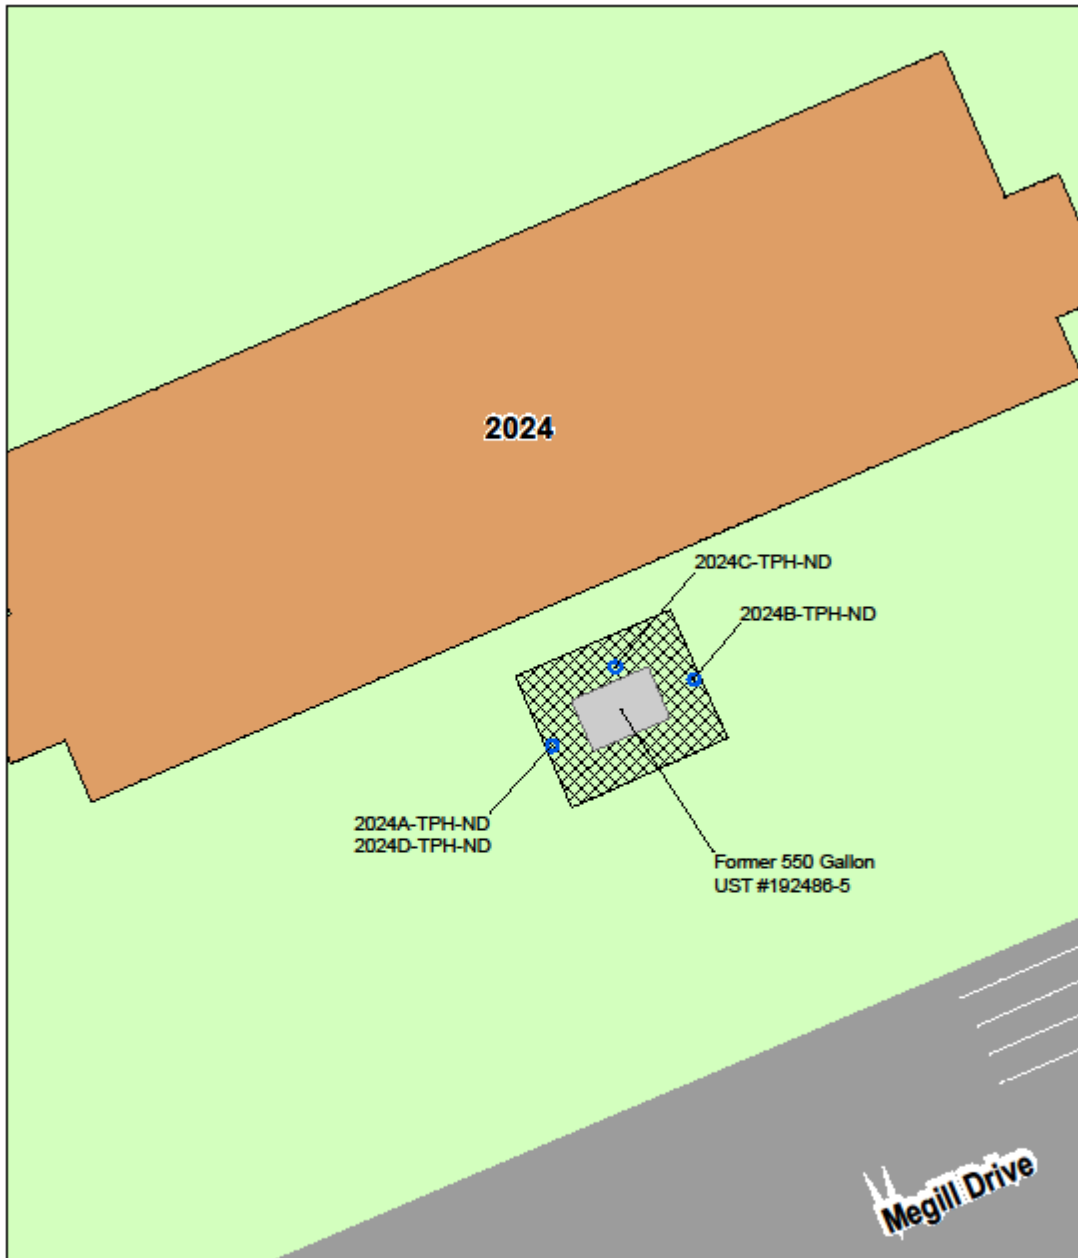 2024
2024C-TPH-ND
2024B-TPH-ND
2024A-TPH-ND
2024D-TPH-ND
Former 550 Gallon
UST #192486-5
Megill Drive